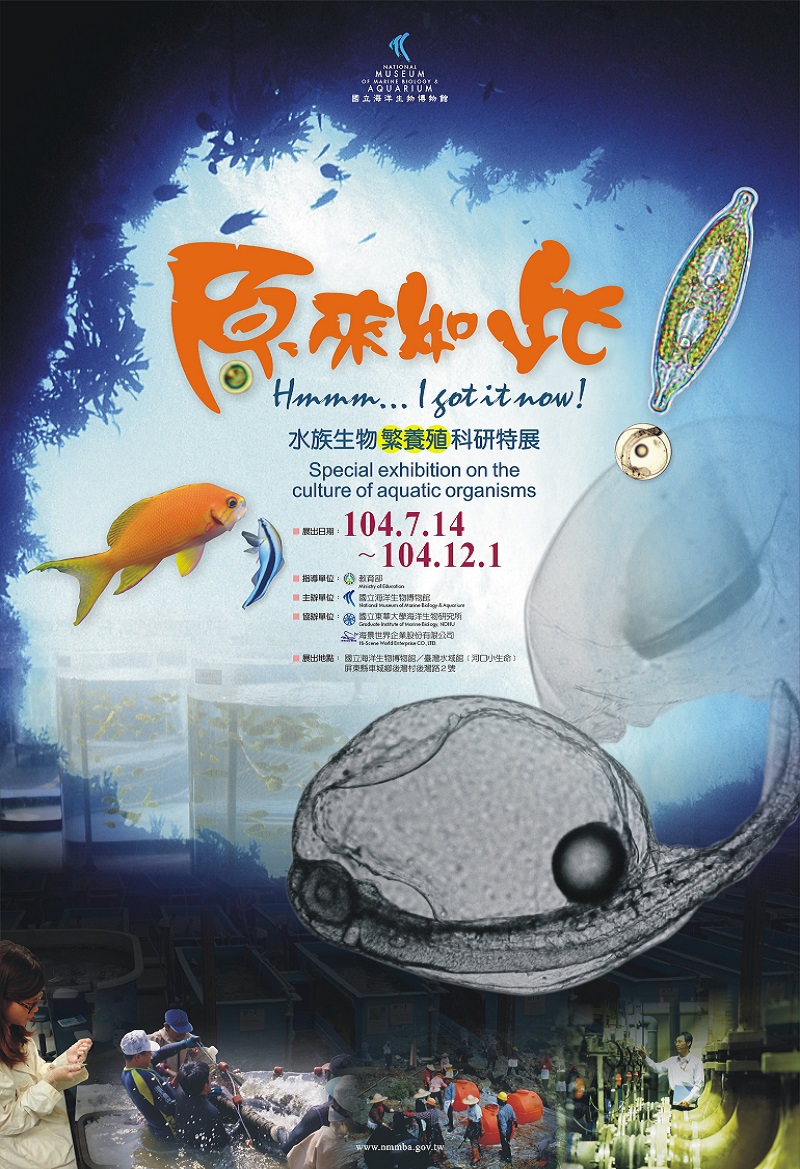 NATIONAL
MUSEUM
OF MARINE BIOLOGY &
AQUARIUM
國立海洋生物博物館
原來如此
Hmmm... I got it now!
水族生物繁養殖科研特展
Special exhibition on the
culture of aquatic organisms
展出日期：104.7.14
~104.12.1
指導單位：教育部
Ministry of Education
主辦單位：國立海洋生物博物館
National Museum of Marine Biology & Aquarium
協辦單位：國立東華大學海洋生物研究所
Graduate Institute of Marine Biology, NDHU
海景世界企業股份有限公司
Hi-Scene World Enterprise CO., LTD.
展出地點：國立海洋生物博物館／臺灣水域館（河口小生命）
屏東縣車城鄉後灣村後灣路2號
www.nmmba.gov.tw